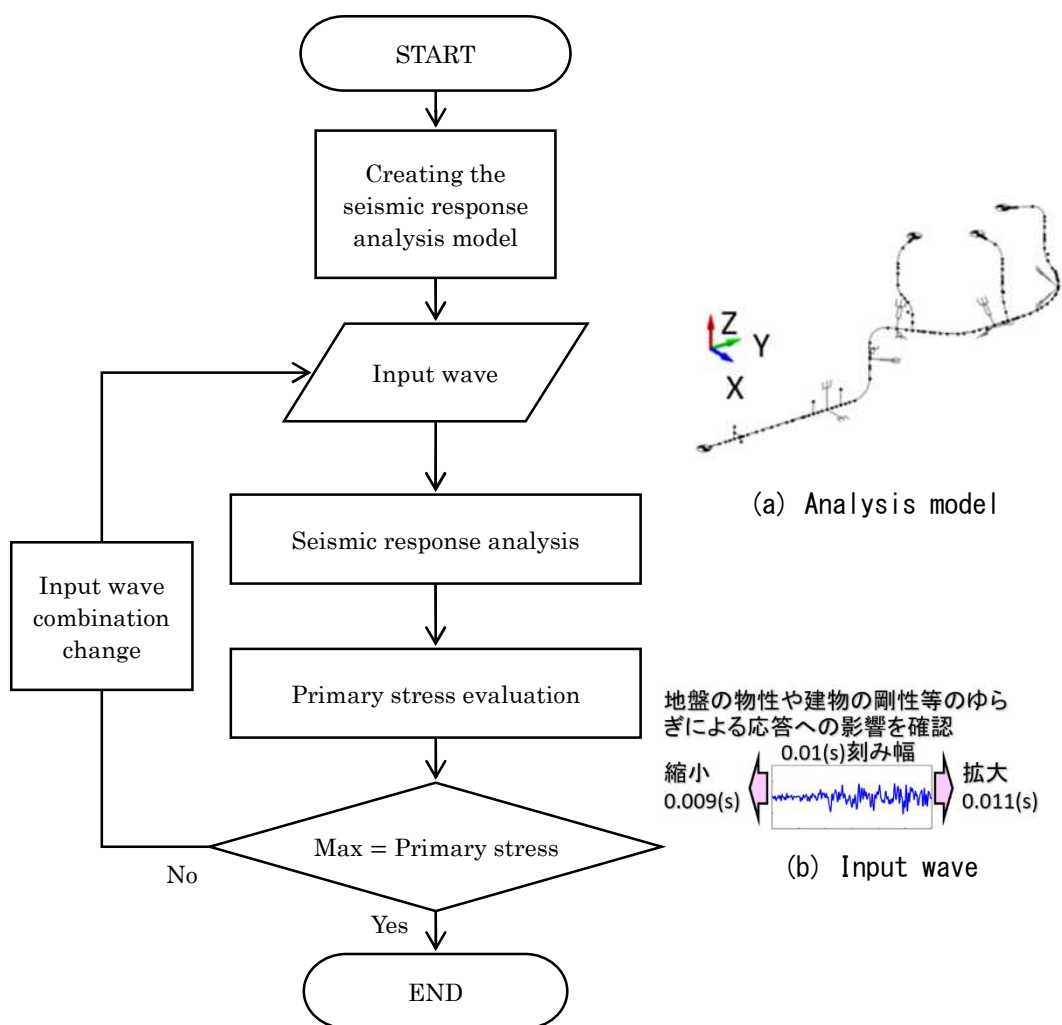 START
Creating the
seismic response
analysis model
Input wave
Seismic response analysis
Input wave
combination
change
Primary stress evaluation
Max = Primary stress
No
Yes
END
Z
Y
X
(a) Analysis model
地盤の物性や建物の剛性等のゆら
ぎによる応答への影響を確認
0.01(s)刻み幅
縮小
0.009(s)
拡大
0.011(s)
(b) Input wave